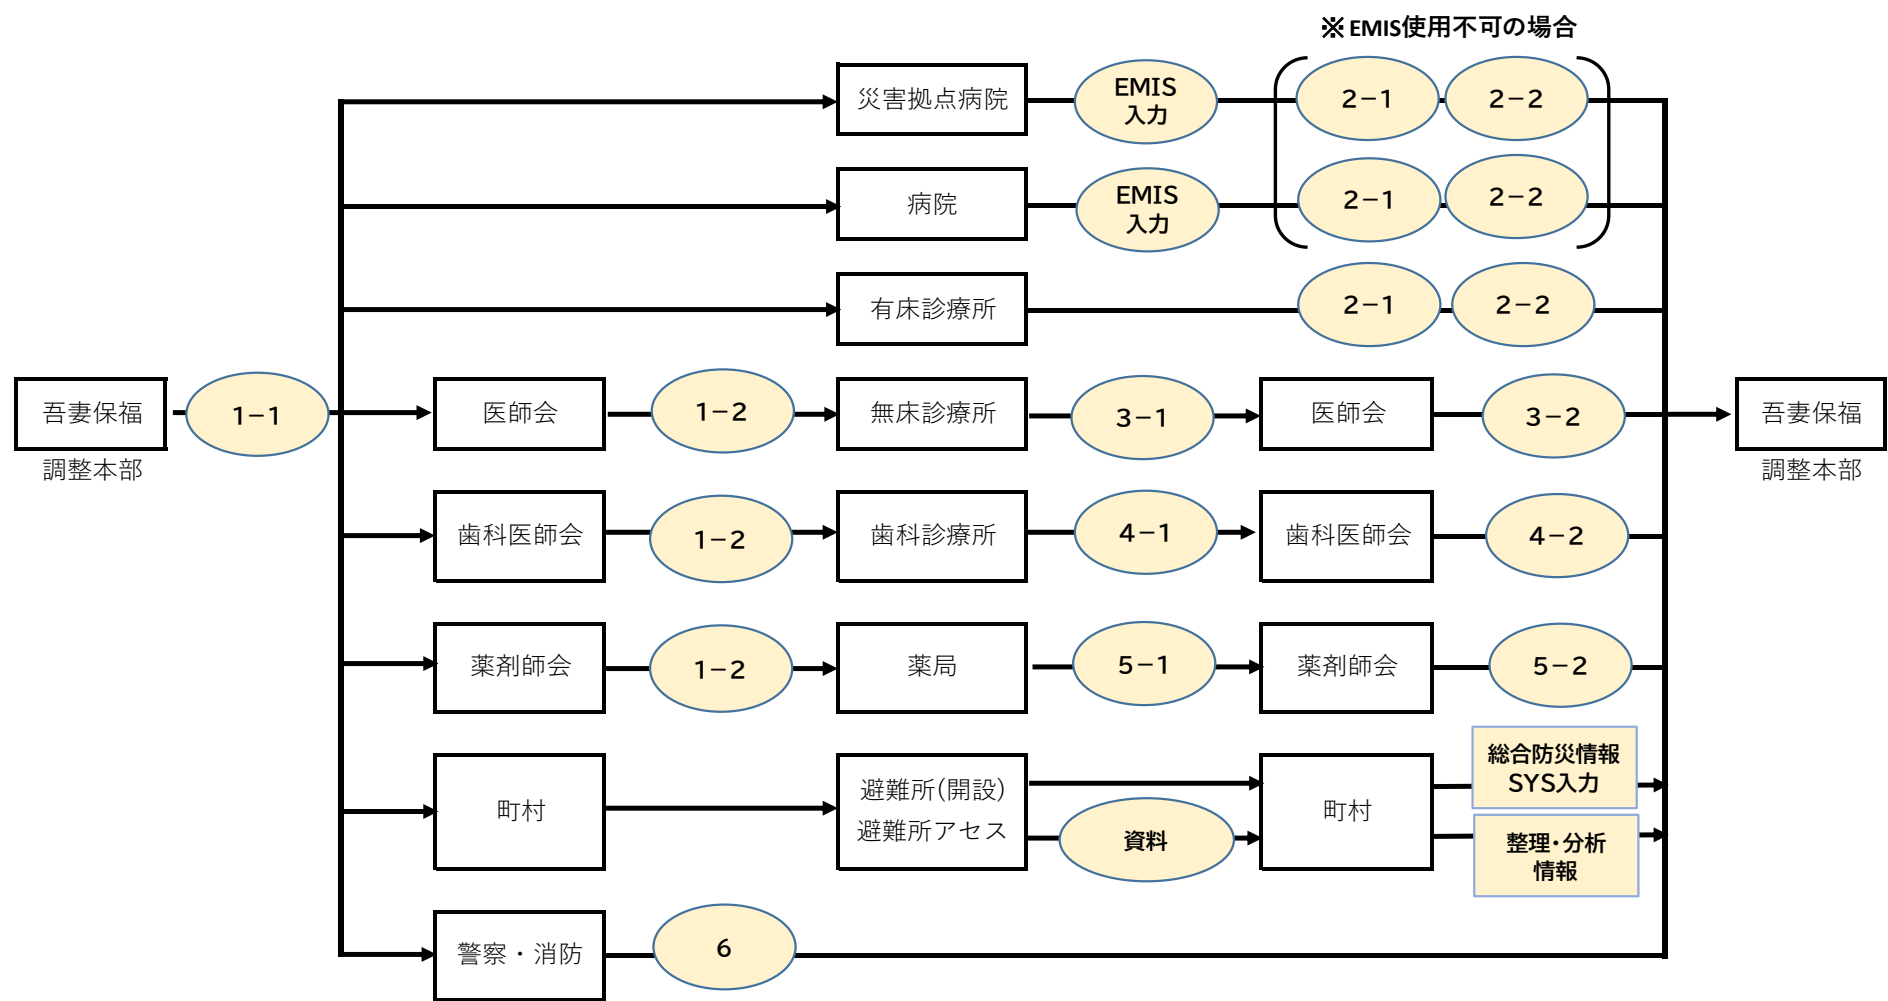 ※EMIS使用不可の場合
災害拠点病院
EMIS
入力
2−1
2−2
病院
EMIS
入力
2−1
2−2
有床診療所
2−1
2−2
吾妻保福
調整本部
1−1
医師会
1−2
無床診療所
3−1
医師会
3−2
吾妻保福
調整本部
歯科医師会
1−2
歯科診療所
4−1
歯科医師会
4−2
薬剤師会
1−2
薬局
5−1
薬剤師会
5−2
町村
避難所(開設)
避難所アセス
資料
町村
総合防災情報
SYS入力
整理・分析
情報
警察・消防
6